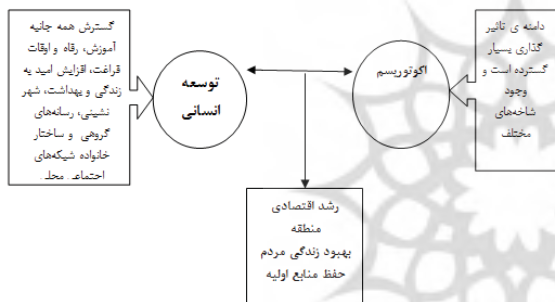 گسترش همه جانبه
آموزش، رفاه و اوقات
فراغت، افزایش امید به
زندگی و بهداشت، شهر
نشینی، رسانه‌های
گروهی و ساختار
خانواده شبکه‌های
اجتماعی محلی
توسعه
انسانی
اکوتوریسم
دامنه ی تاثیر
گذاری بسیار
گسترده است و
وجود
شاخه‌های
مختلف
رشد اقتصادی
منطقه
بهبود زندگی مردم
حفظ منابع اولیه